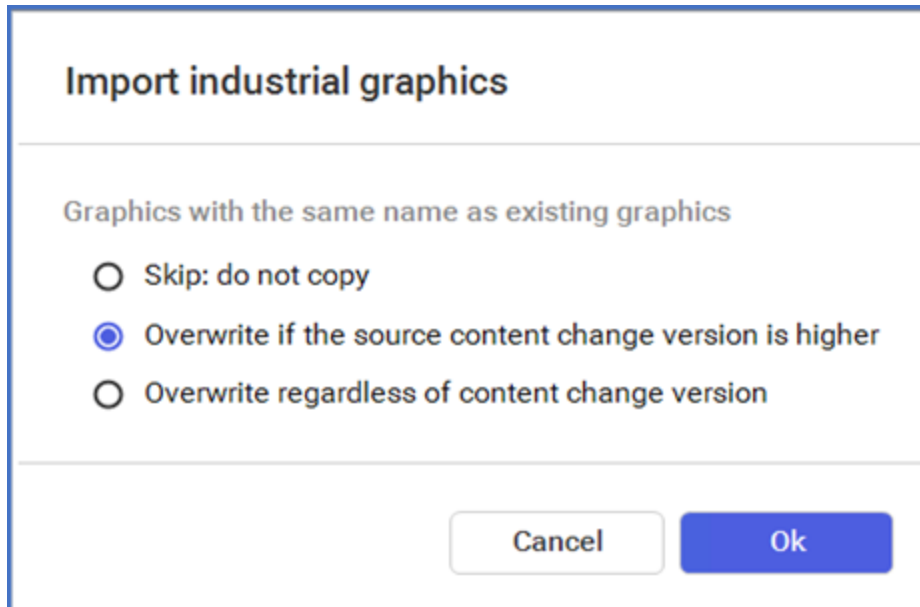 Import industrial graphics
Graphics with the same name as existing graphics
Skip: do not copy
Overwrite if the source content change version is higher
Overwrite regardless of content change version
Cancel
Ok